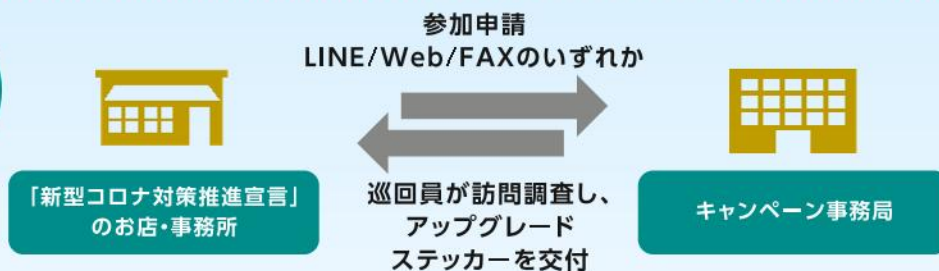 参加申請
LINE/Web/FAXのいずれか
「新型コロナ対策推進宣言」
のお店・事務所
巡回員が訪問調査し、
アップグレード
ステッカーを交付
キャンペーン事務局